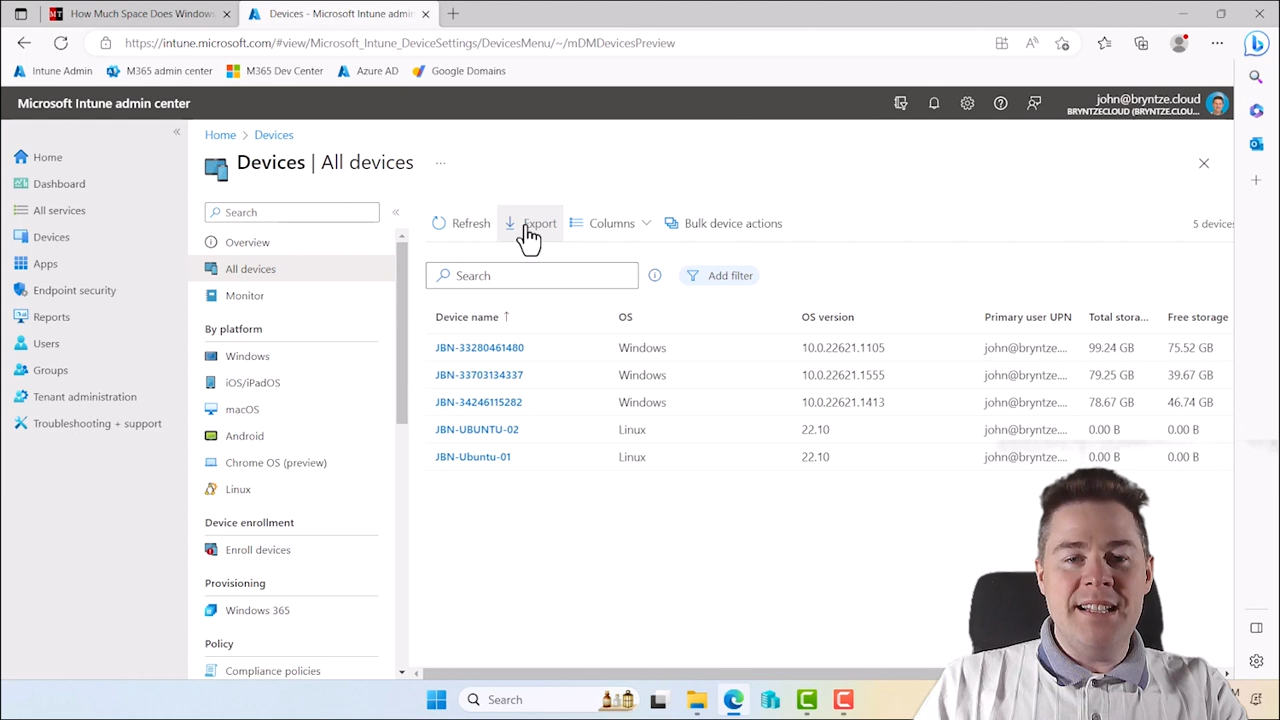 How Much Space Does Windows
Devices - Microsoft Intune admin
https://intune.microsoft.com/#view/Microsoft_Intune_DeviceSettings/DevicesMenu/~/mDMDevicesPreview
Intune Admin
M365 admin center
M365 Dev Center
Azure AD
Google Domains
Microsoft Intune admin center
john@bryntze.cloud
BRYNTZECLOUD (BRYNTZE.CLOU...
Home
Dashboard
All services
Devices
Apps
Endpoint security
Reports
Users
Groups
Tenant administration
Troubleshooting + support
Home > Devices
Devices | All devices
...
Search
Overview
All devices
Monitor
By platform
Windows
iOS/iPadOS
macOS
Android
Chrome OS (preview)
Linux
Device enrollment
Enroll devices
Provisioning
Windows 365
Policy
Compliance policies
Refresh
Export
Columns
Bulk device actions
5 devices
Search
Add filter
Device name ↑ OS OS version Primary user UPN Total stora... Free storage
JBN-33280461480 Windows 10.0.22621.1105 john@bryntze.... 99.24 GB 75.52 GB
JBN-33703134337 Windows 10.0.22621.1555 john@bryntze.... 79.25 GB 39.67 GB
JBN-34246115282 Windows 10.0.22621.1413 john@bryntze.... 78.67 GB 46.74 GB
JBN-UBUNTU-02 Linux 22.10 john@bryntze.... 0.00 B 0.00 B
JBN-Ubuntu-01 Linux 22.10 john@bryntze.... 0.00 B 0.00 B
Search